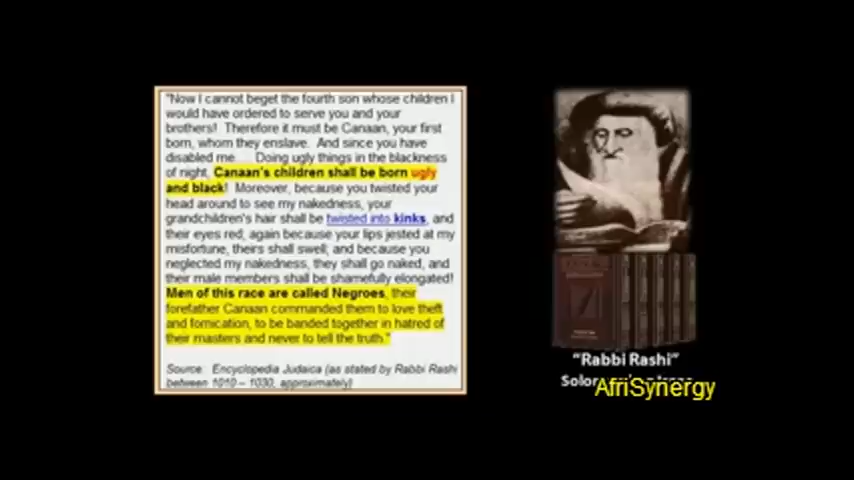 "Now I cannot beget the fourth son whose children I
would have ordered to serve you and your
brothers! Therefore it must be Canaan, your first
born, whom they enslave. And since you have
disabled me... Doing ugly things in the blackness
of night, Canaan's children shall be born ugly
and black! Moreover, because you twisted your
head around to see my nakedness, your
grandchildren's hair shall be twisted into kinks, and
their eyes red; again because your lips jested at my
misfortune, theirs shall swell; and because you
neglected my nakedness, they shall go naked, and
their male members shall be shamefully elongated!
Men of this race are called Negroes, their
forefather Canaan commanded them to love theft
and fornication, to be banded together in hatred of
their masters and never to tell the truth."
Source: Encyclopedia Judaica (as stated by Rabbi Rashi
between 1010 – 1030, approximately)
"Rabbi Rashi"
AfriSynergy